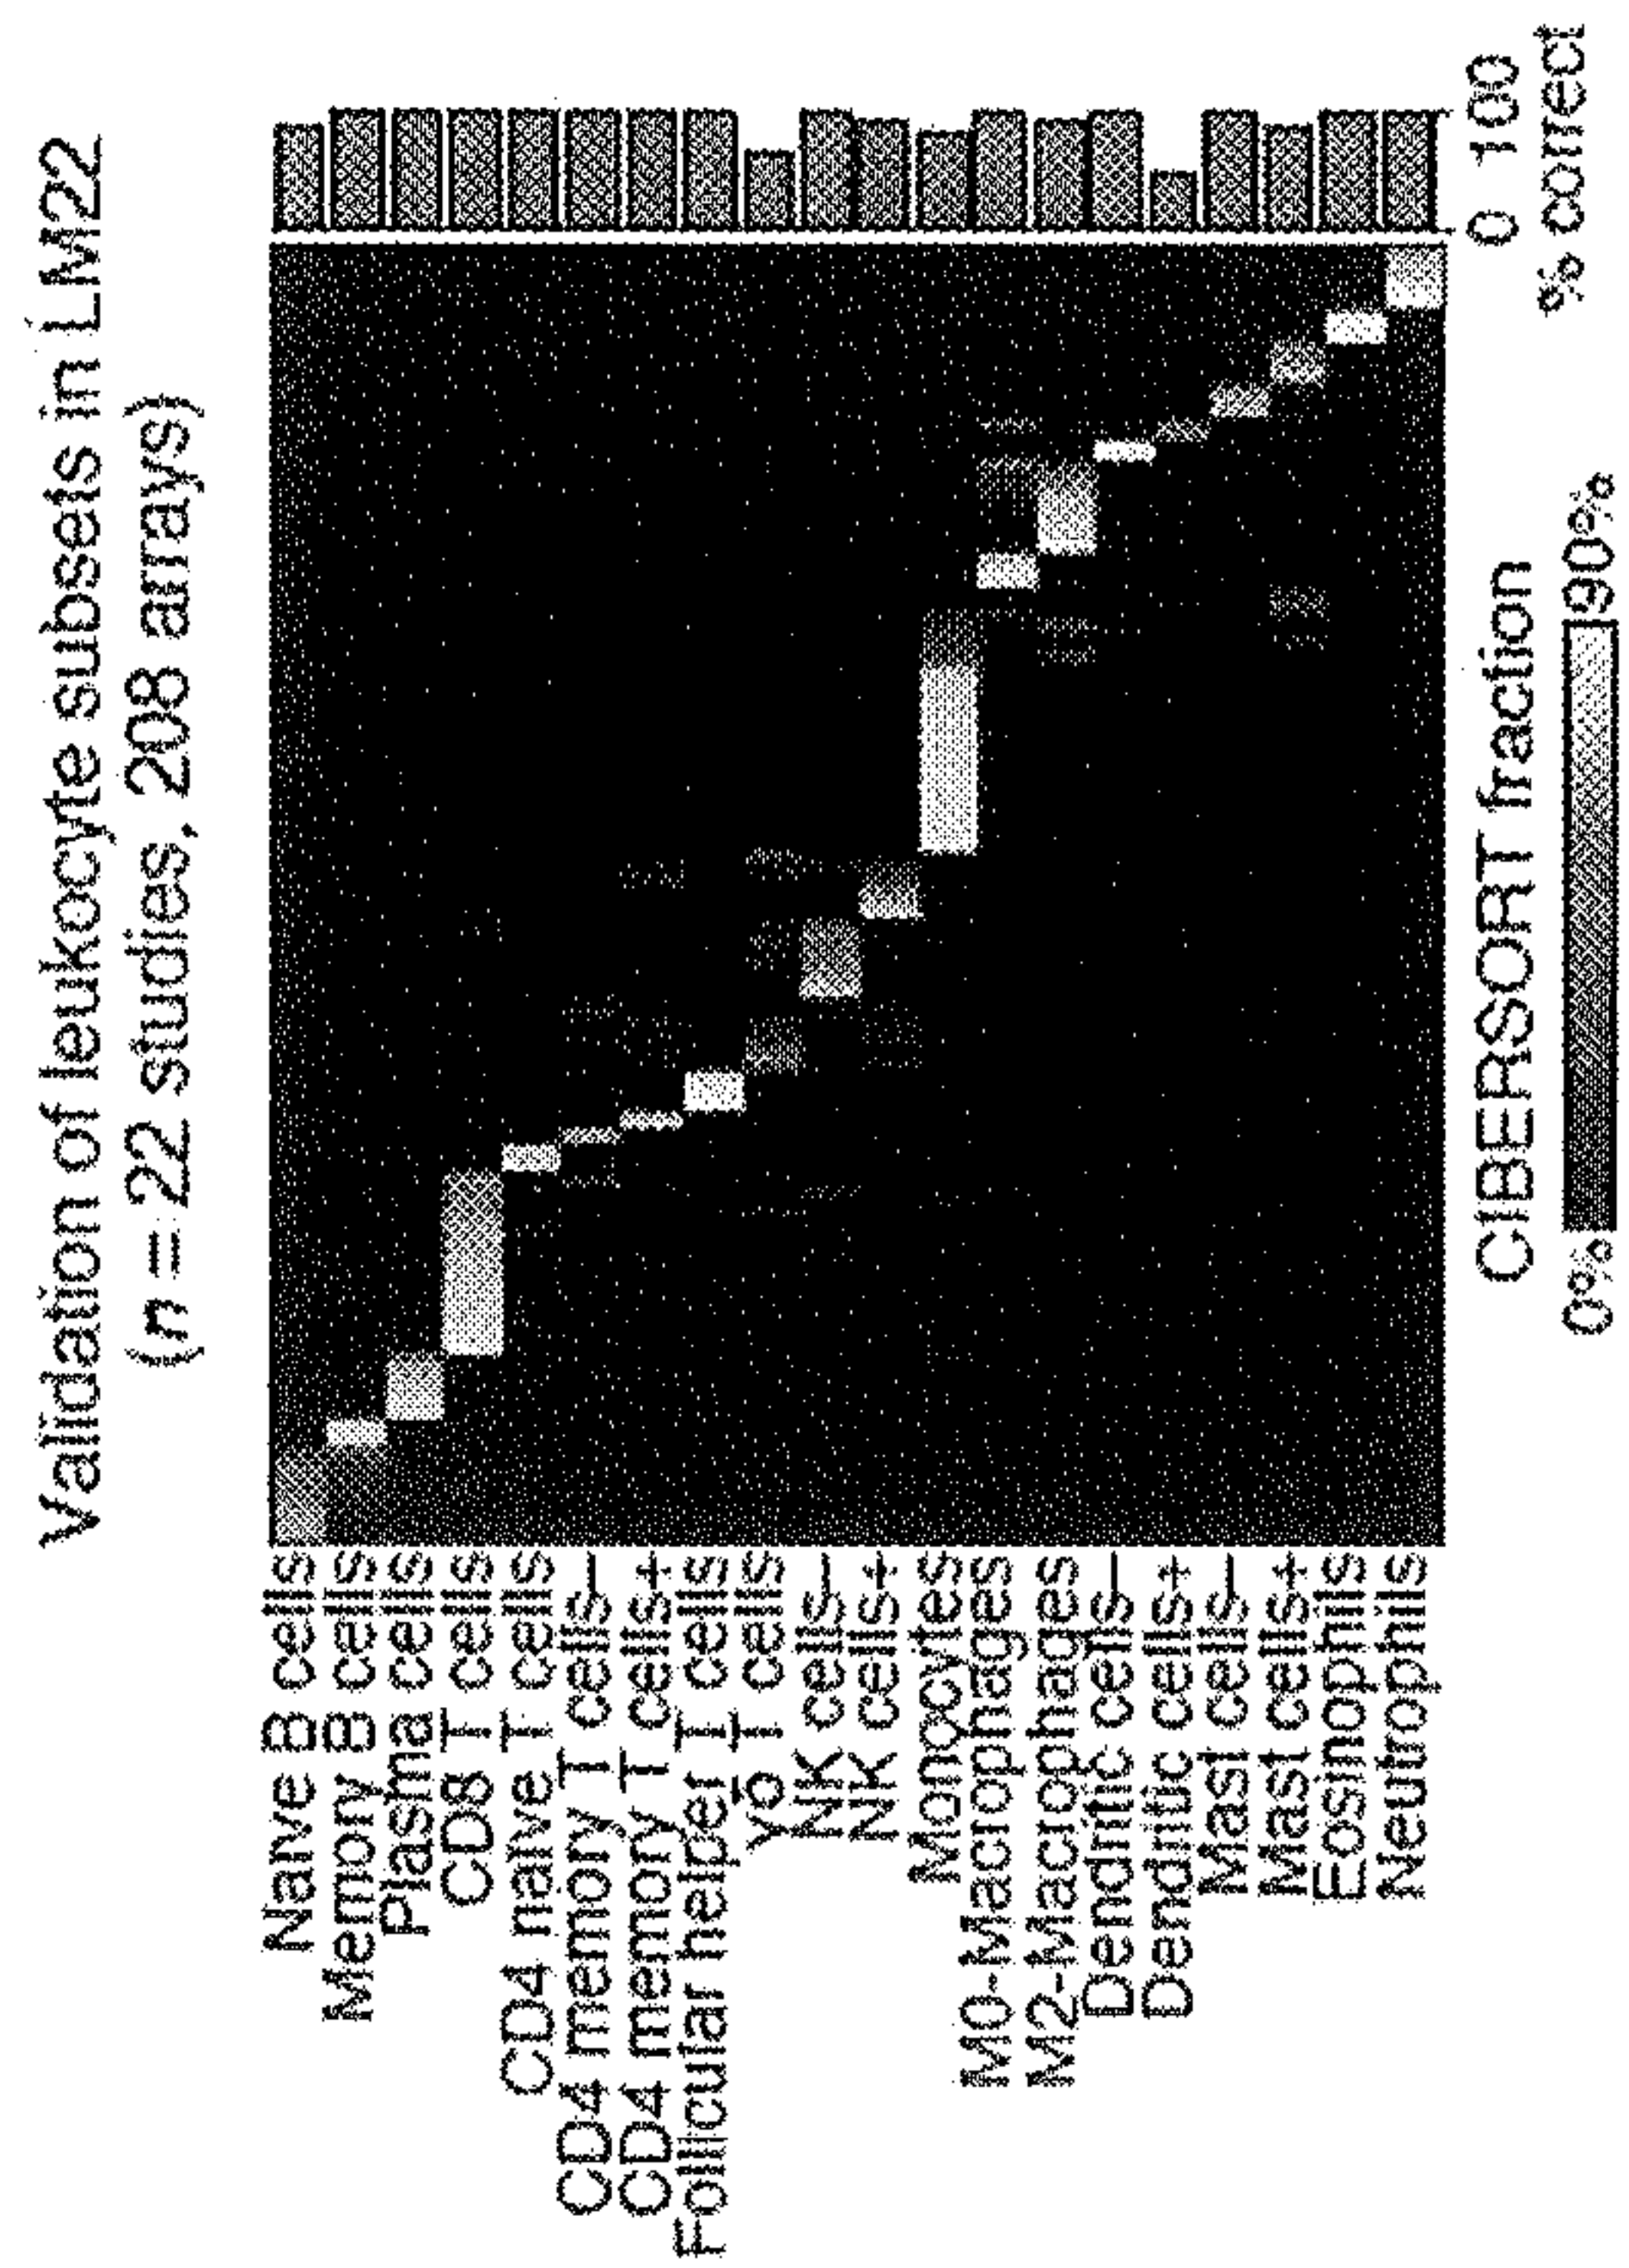 Validation of leukocyte subsets in LM22
(n = 22 studies, 208 arrays)
Naive B cells
Memory B cells
Plasma cells
CD8 T cells
CD4 naive T cells
CD4 memory T cells–
CD4 memory T cells+
Follicular helper T cells
γδ T cells
NK cells–
NK cells+
Monocytes
M0-Macrophages
M2-Macrophages
Dendritic cells–
Dendritic cells+
Mast cells–
Mast cells+
Eosinophils
Neutrophils
0 100
% correct
CIBERSORT fraction
0% 90%